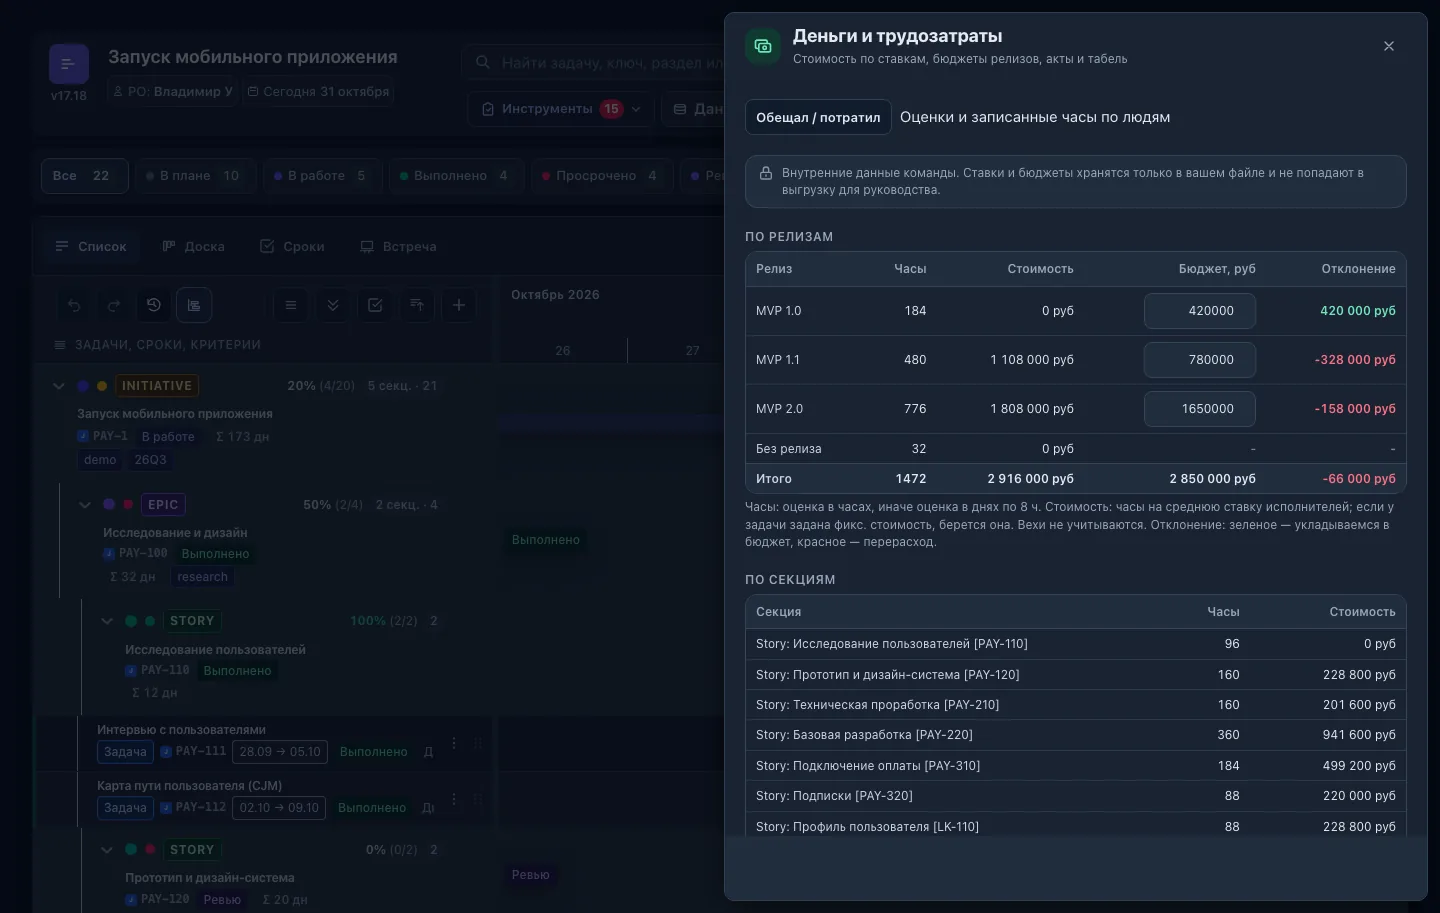 Запуск мобильного приложения
v17.18
РО: Владимир У
Сегодня 31 октября
Найти задачу, ключ, раздел ил
Инструменты 15
Дан
Все 22
В плане 10
В работе 5
Выполнено 4
Просрочено 4
Ре
Список
Доска
Сроки
Встреча
Октябрь 2026
ЗАДАЧИ, СРОКИ, КРИТЕРИИ
26
27
INITIATIVE
20% (4/20) 5 секц. · 21
Запуск мобильного приложения
PAY-1 В работе Σ 173 дн
demo 26Q3
EPIC
50% (2/4) 2 секц. · 4
Исследование и дизайн
PAY-100 Выполнено
Σ 32 дн research
Выполнено
STORY
100% (2/2) 2
Исследование пользователей
PAY-110 Выполнено
Σ 12 дн
Интервью с пользователями
Задача PAY-111 28.09 → 05.10 Выполнено Д
Карта пути пользователя (CJM)
Задача PAY-112 02.10 → 09.10 Выполнено
STORY
0% (0/2) 2
Прототип и дизайн-система
PAY-120 Ревью Σ 20 дн
Ревью
Деньги и трудозатраты
Стоимость по ставкам, бюджеты релизов, акты и табель
Обещал / потратил Оценки и записанные часы по людям
Внутренние данные команды. Ставки и бюджеты хранятся только в вашем файле и не попадают в
выгрузку для руководства.
ПО РЕЛИЗАМ
Релиз Часы Стоимость Бюджет, руб Отклонение
MVP 1.0 184 0 руб 420000 420 000 руб
MVP 1.1 480 1 108 000 руб 780000 -328 000 руб
MVP 2.0 776 1 808 000 руб 1650000 -158 000 руб
Без релиза 32 0 руб - -
Итого 1472 2 916 000 руб 2 850 000 руб -66 000 руб
Часы: оценка в часах, иначе оценка в днях по 8 ч. Стоимость: часы на среднюю ставку исполнителей; если у
задачи задана фикс. стоимость, берется она. Вехи не учитываются. Отклонение: зеленое — укладываемся в
бюджет, красное — перерасход.
ПО СЕКЦИЯМ
Секция Часы Стоимость
Story: Исследование пользователей [PAY-110] 96 0 руб
Story: Прототип и дизайн-система [PAY-120] 160 228 800 руб
Story: Техническая проработка [PAY-210] 160 201 600 руб
Story: Базовая разработка [PAY-220] 360 941 600 руб
Story: Подключение оплаты [PAY-310] 184 499 200 руб
Story: Подписки [PAY-320] 88 220 000 руб
Story: Профиль пользователя [LK-110] 88 228 800 руб